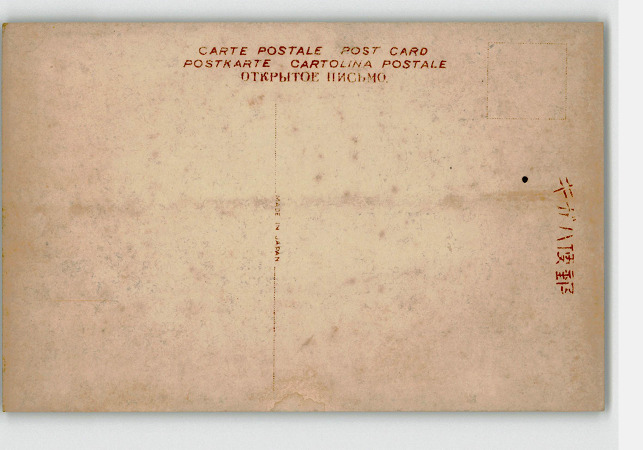 CARTE POSTALE POST CARD
POSTKARTE CARTOLINA POSTALE
ОТКРЫТОЕ ПИСЬМО.
MADE IN JAPAN
郵便ハガキ